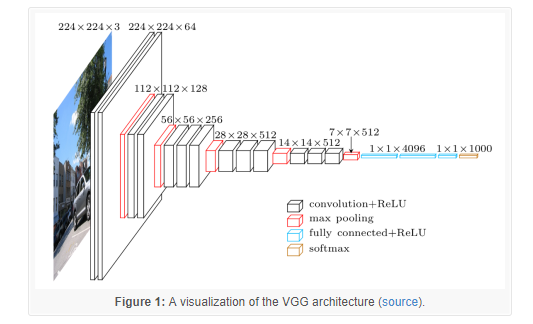 224×224×3 224×224×64
112×112×128
56×56×256
28×28×512
14×14×512
7×7×512
1×1×4096 1×1×1000
convolution+ReLU
max pooling
fully connected+ReLU
softmax
Figure 1: A visualization of the VGG architecture (source).